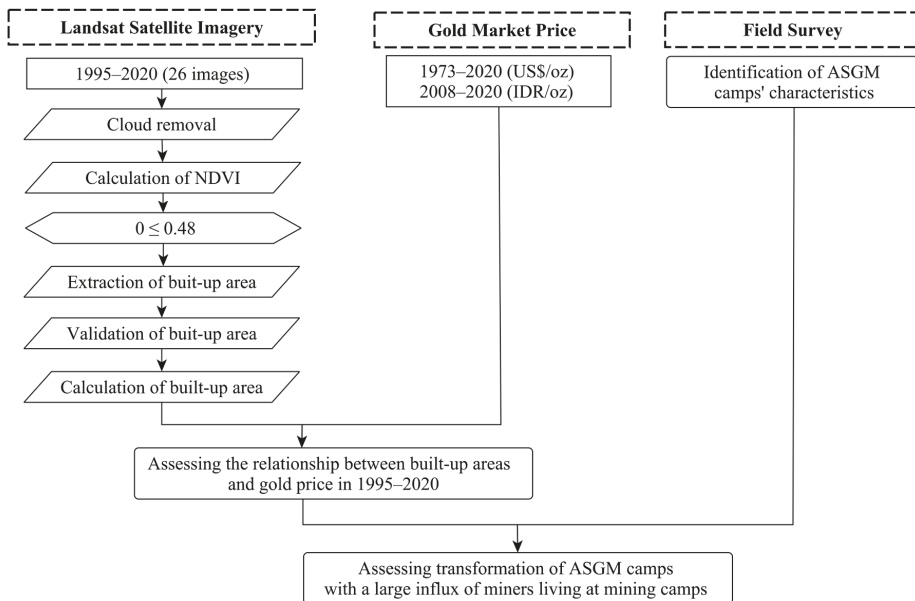 Landsat Satellite Imagery
1995–2020 (26 images)
Cloud removal
Calculation of NDVI
0 ≤ 0.48
Extraction of buit-up area
Validation of buit-up area
Calculation of built-up area
Gold Market Price
1973–2020 (US$/oz)
2008–2020 (IDR/oz)
Field Survey
Identification of ASGM
camps' characteristics
Assessing the relationship between built-up areas
and gold price in 1995–2020
Assessing transformation of ASGM camps
with a large influx of miners living at mining camps